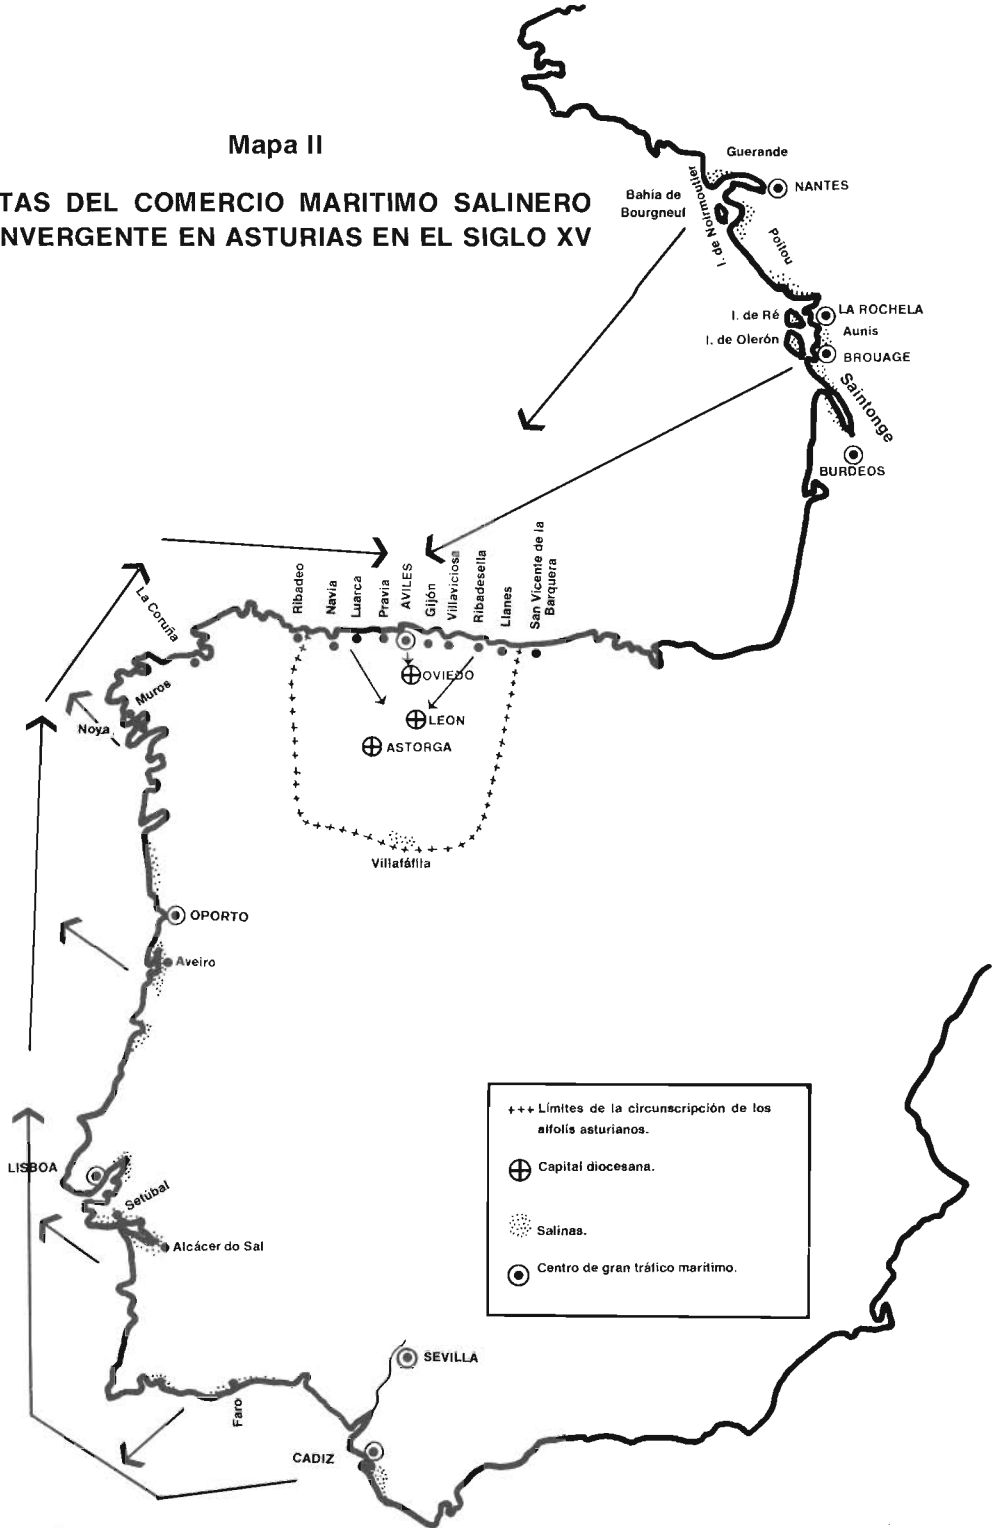 Mapa II
TAS DEL COMERCIO MARITIMO SALINERO
NVERGENTE EN ASTURIAS EN EL SIGLO XV
Guerande
NANTES
Bahía de
Bourgneuf
I. de Noirmoutier
Poitou
I. de Ré
LA ROCHELA
Aunis
I. de Olerón
BROUAGE
Saintonge
BURDEOS
Ribadeo
Navia
Luarca
Pravia
AVILES
Gijón
Villaviciosa
Ribadesella
Llanes
San Vicente de la
Barquera
La Coruña
Muros
Noya
OVIEDO
LEON
ASTORGA
Villafáfila
OPORTO
Aveiro
LISBOA
Setúbal
Alcácer do Sal
Faro
SEVILLA
CADIZ
+++ Límites de la circunscripción de los
alfolís asturianos.
Capital diocesana.
Salinas.
Centro de gran tráfico marítimo.